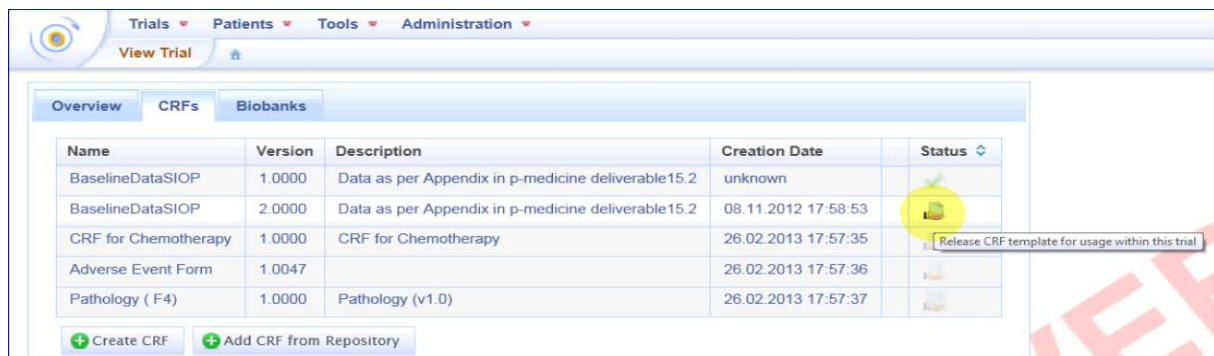 Trials Patients Tools Administration
View Trial
Overview CRFs Biobanks
Name Version Description Creation Date Status
BaselineDataSIOP 1.0000 Data as per Appendix in p-medicine deliverable15.2 unknown
BaselineDataSIOP 2.0000 Data as per Appendix in p-medicine deliverable15.2 08.11.2012 17:58:53
CRF for Chemotherapy 1.0000 CRF for Chemotherapy 26.02.2013 17:57:35
Release CRF template for usage within this trial
Adverse Event Form 1.0047 26.02.2013 17:57:36
Pathology ( F4) 1.0000 Pathology (v1.0) 26.02.2013 17:57:37
Create CRF Add CRF from Repository